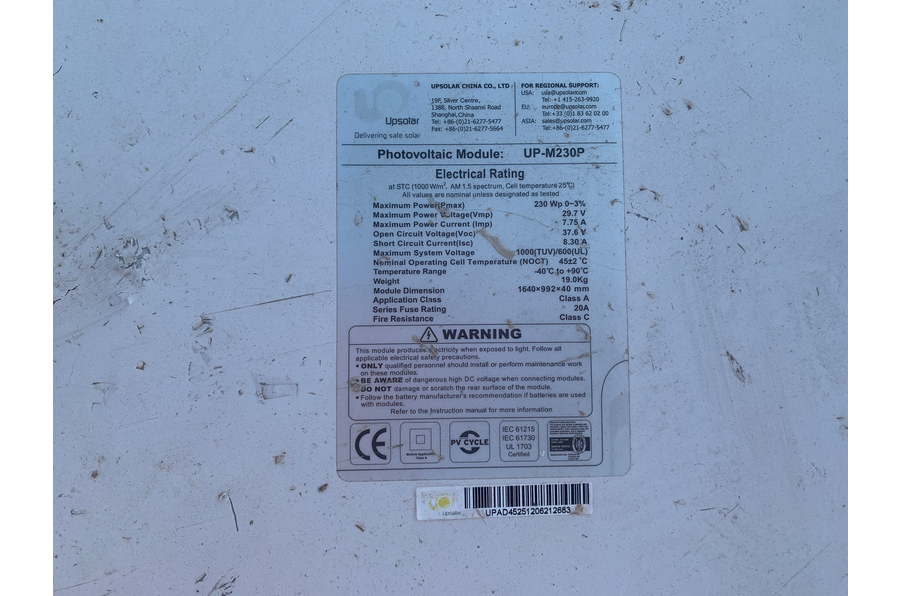 UPSOLAR CHINA CO., LTD
19F, Silver Centre,
1388, North Shaanxi Road
Shanghai,China
Tel: +86-(0)21-6277-5477
Fax: +86-(0)21-6277-5664
FOR REGIONAL SUPPORT:
USA: usa@upsolar.com
Tel: +1 415-263-9920
EU: europe@upsolar.com
Tel:+33 (0)1 83 62 02 00
ASIA: sales@upsolar.com
Tel:+86-(0)21-6277-5477
Upsolar
Delivering safe solar
Photovoltaic Module: UP-M230P
Electrical Rating
at STC (1000 W/m², AM 1.5 spectrum, Cell temperature 25℃)
All values are nominal unless designated as tested
Maximum Power(Pmax) 230 Wp 0~3%
Maximum Power Voltage(Vmp) 29.7 V
Maximum Power Current (Imp) 7.75 A
Open Circuit Voltage(Voc) 37.6 V
Short Circuit Current(Isc) 8.30 A
Maximum System Voltage 1000(TUV)/600(UL)
Nominal Operating Cell Temperature (NOCT) 45±2 ℃
Temperature Range -40℃ to +90℃
Weight 19.0Kg
Module Dimension 1640×992×40 mm
Application Class Class A
Series Fuse Rating 20A
Fire Resistance Class C
WARNING
This module produces electricity when exposed to light. Follow all
applicable electrical safety precautions.
• ONLY qualified personnel should install or perform maintenance work
on these modules.
• BE AWARE of dangerous high DC voltage when connecting modules.
• DO NOT damage or scratch the rear surface of the module.
• Follow the battery manufacturer's recommendation if batteries are used
with modules.
Refer to the Instruction manual for more information
CE
Module Application
Class A
PV CYCLE
IEC 61215
IEC 61730
UL 1703
Certified
Upsolar
UPAD45251206212683